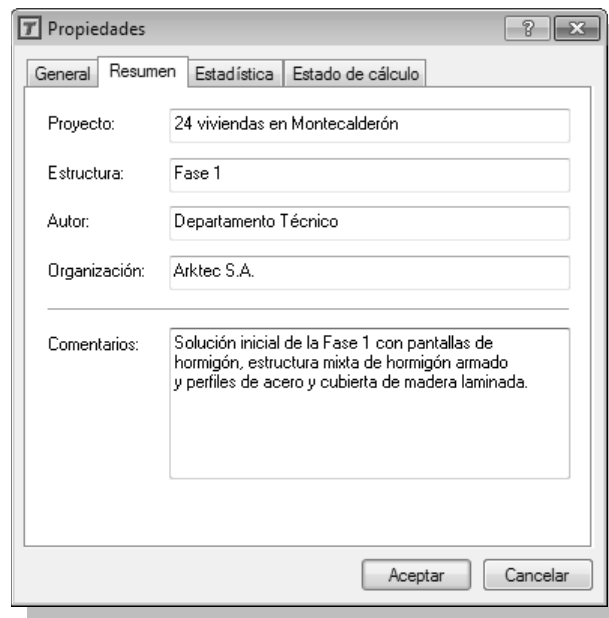 T Propiedades ?
General Resumen Estadística Estado de cálculo
Proyecto: 24 viviendas en Montecalderón
Estructura: Fase 1
Autor: Departamento Técnico
Organización: Arktec S.A.
Comentarios: Solución inicial de la Fase 1 con pantallas de
hormigón, estructura mixta de hormigón armado
y perfiles de acero y cubierta de madera laminada.
Aceptar Cancelar